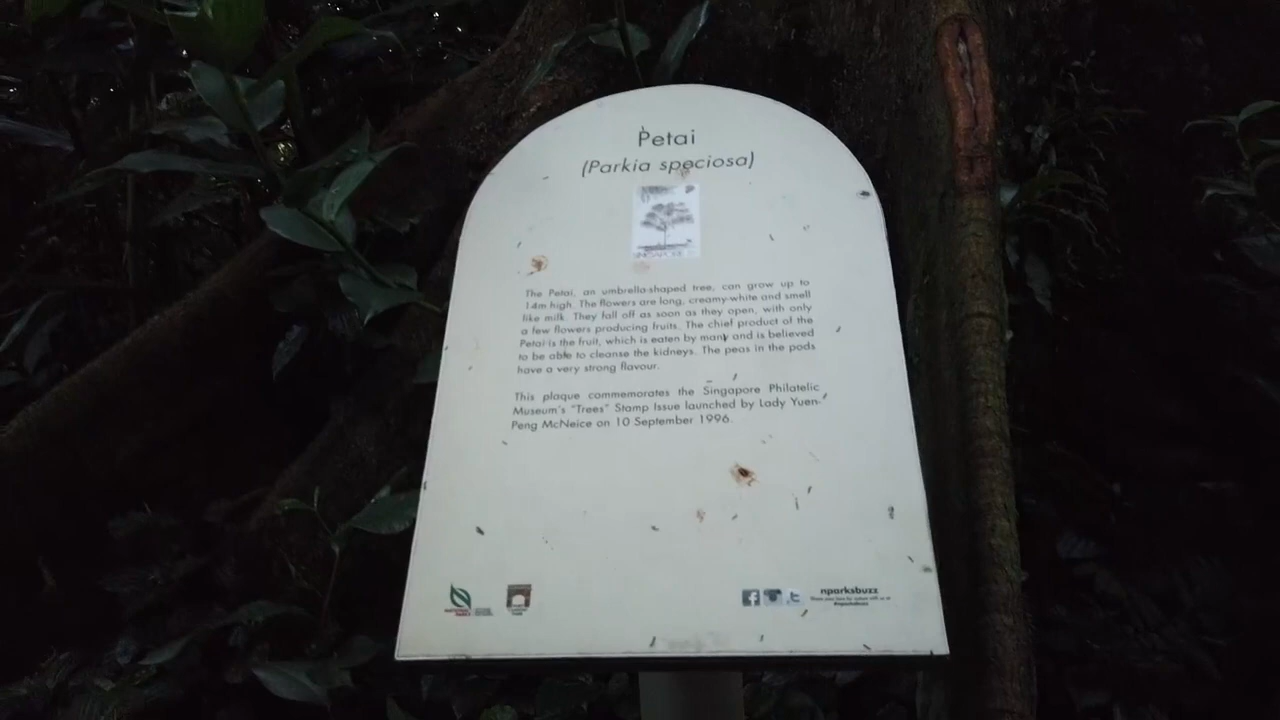 Petai
(Parkia speciosa)
SINGAPORE
The Petai, an umbrella-shaped tree, can grow up to
14m high. The flowers are long, creamy-white and smell
like milk. They fall off as soon as they open, with only
a few flowers producing fruits. The chief product of the
Petai is the fruit, which is eaten by many and is believed
to be able to cleanse the kidneys. The peas in the pods
have a very strong flavour.
This plaque commemorates the Singapore Philatelic
Museum's "Trees" Stamp Issue launched by Lady Yuen-
Peng McNeice on 10 September 1996.
nparksbuzz
#nparksbuzz